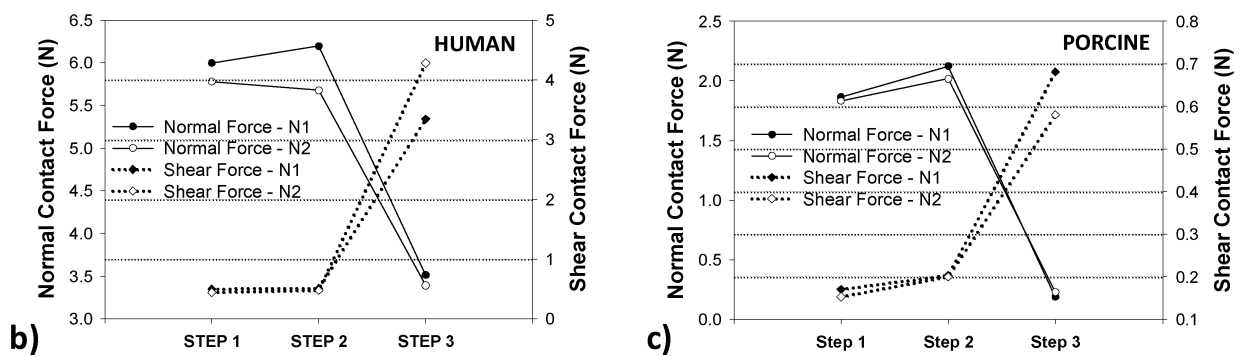 b)
Normal Contact Force (N)
6.5
6.0
5.5
5.0
4.5
4.0
3.5
3.0
HUMAN
Normal Force - N1
Normal Force - N2
Shear Force - N1
Shear Force - N2
STEP 1 STEP 2 STEP 3
5
4
3
2
1
0
Shear Contact Force (N)
c)
Normal Contact Force (N)
2.5
2.0
1.5
1.0
0.5
0.0
PORCINE
Normal Force - N1
Normal Force - N2
Shear Force - N1
Shear Force - N2
Step 1 Step 2 Step 3
0.8
0.7
0.6
0.5
0.4
0.3
0.2
0.1
Shear Contact Force (N)